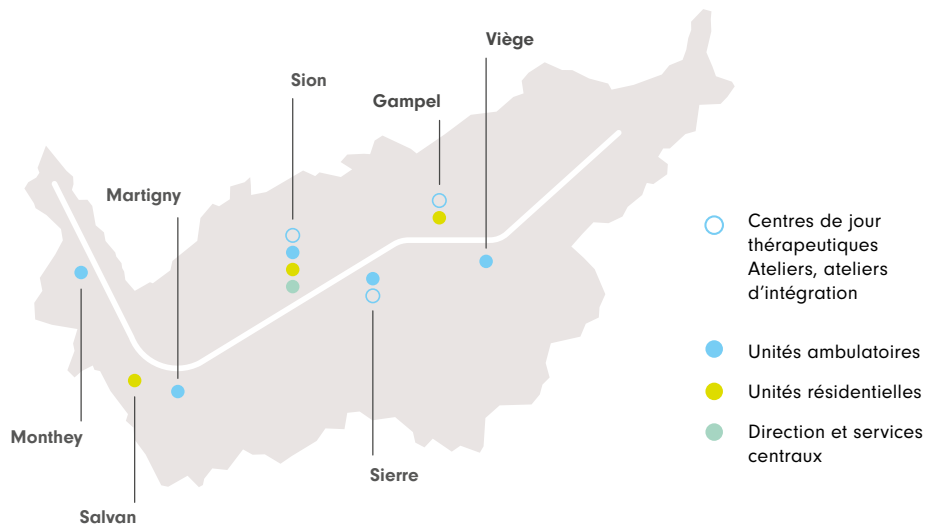 Viège
Sion
Gampel
Martigny
Monthey
Sierre
Salvan
Centres de jour
thérapeutiques
Ateliers, ateliers
d’intégration
Unités ambulatoires
Unités résidentielles
Direction et services
centraux